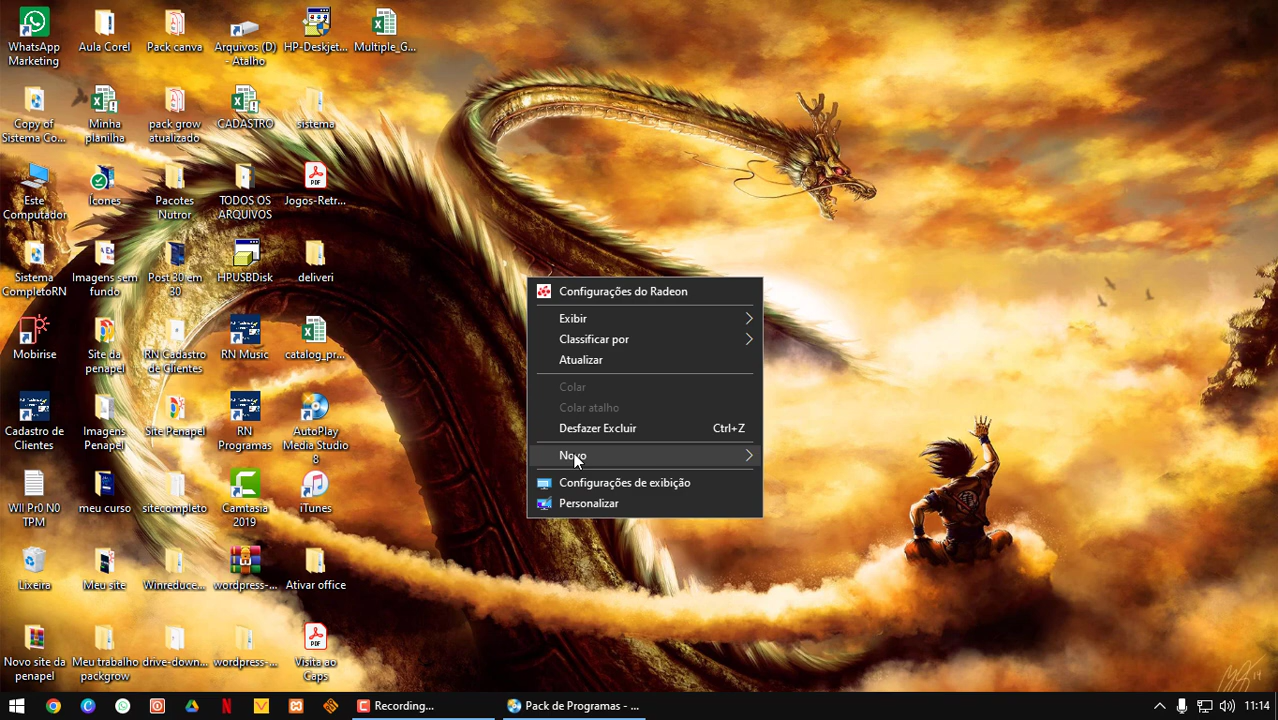 WhatsApp
Marketing
Aula Corel
Pack canva
Arquivos (D)
- Atalho
HP-Deskjet...
Multiple_G...
Copy of
Sistema Co...
Minha
planilha
pack grow
atualizado
CADASTRO
sistema
Este
Computador
Icones
Pacotes
Nutror
TODOS OS
ARQUIVOS
PDF
Jogos-Retr...
Sistema
CompletoRN
Imagens sem
fundo
Post 30 em
30
HPUSBDisk
deliveri
Mobirise
Site da
penapel
RN Cadastro
de Clientes
RN Music
catalog_pr...
Cadastro de
Clientes
Imagens
Penapel
Site Penapel
RN
Programas
AutoPlay
Media Studio
8
WII Pr0 N0
TPM
meu curso
sitecompleto
Camtasia
2019
iTunes
Lixeira
Meu site
Winreduce...
wordpress-...
Ativar office
Novo site da
penapel
Meu trabalho
packgrow
drive-down...
wordpress-...
PDF
Visita ao
Caps
Configurações do Radeon
Exibir
Classificar por
Atualizar
Colar
Colar atalho
Desfazer Excluir Ctrl+Z
Novo
Configurações de exibição
Personalizar
Recording...
Pack de Programas - ...
11:14